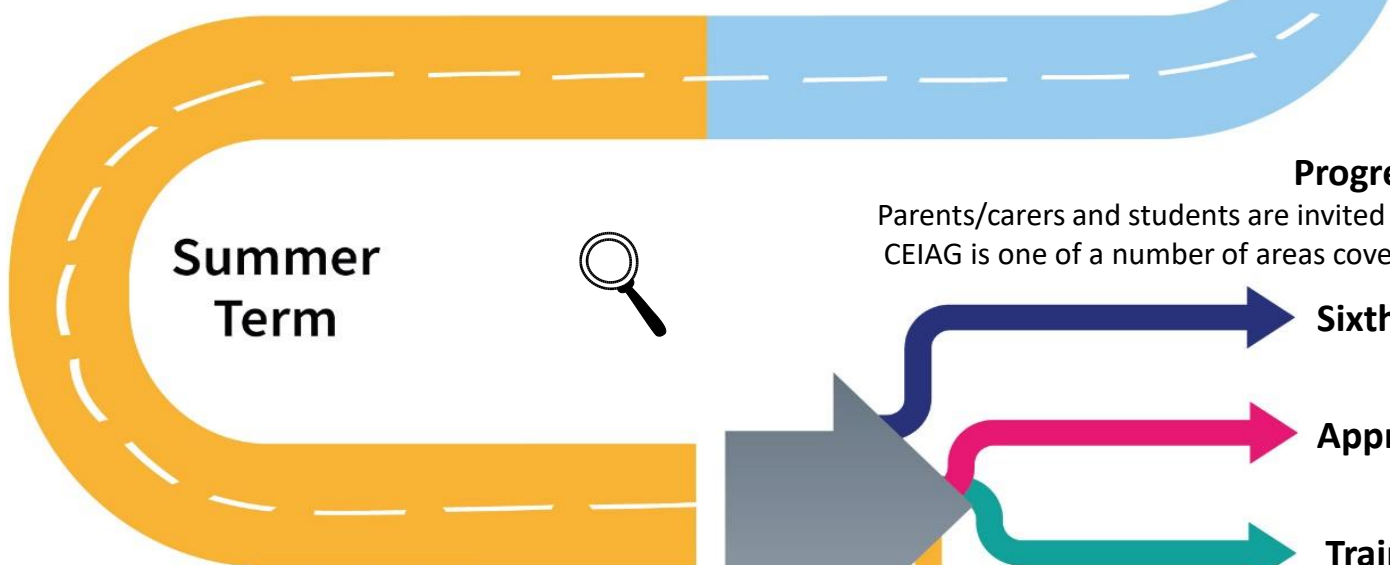 Summer
Term
Progre
Parents/carers and students are invited
CEIAG is one of a number of areas cove
Sixth
Appr
Train